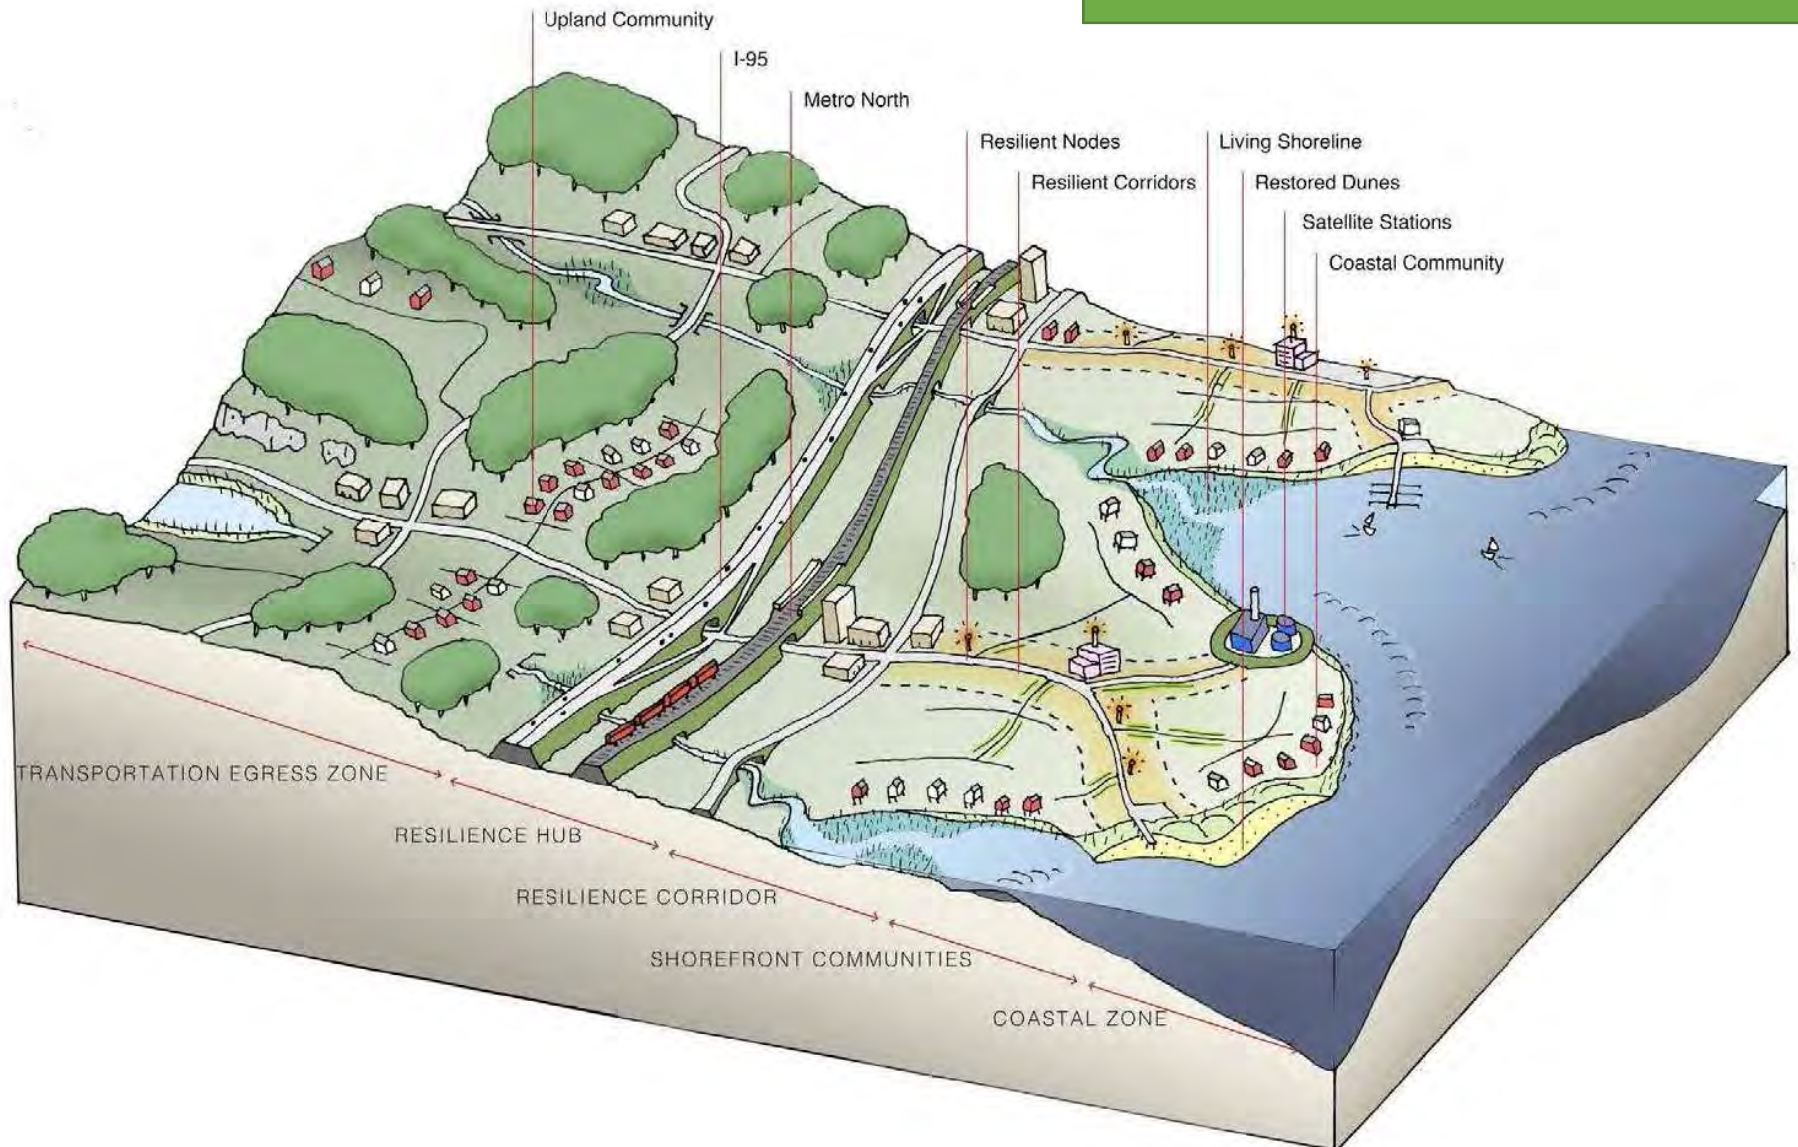 Upland Community
I-95
Metro North
Resilient Nodes
Living Shoreline
Resilient Corridors
Restored Dunes
Satellite Stations
Coastal Community
TRANSPORTATION EGRESS ZONE
RESILIENCE HUB
RESILIENCE CORRIDOR
SHOREFRONT COMMUNITIES
COASTAL ZONE